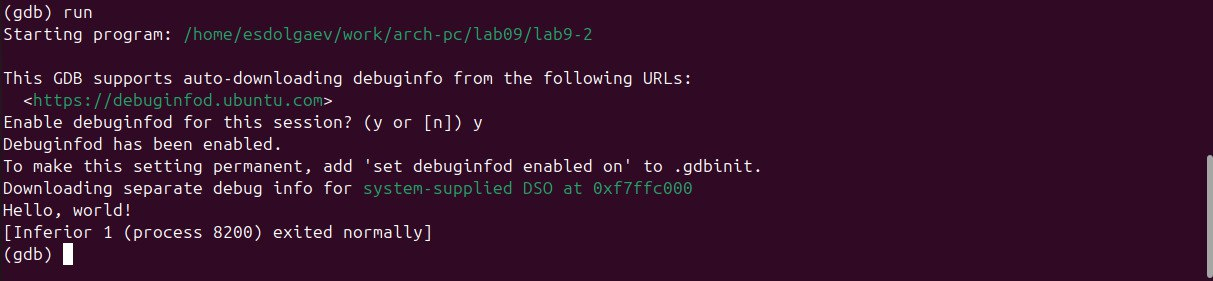 (gdb) run
Starting program: /home/esdolgaev/work/arch-pc/lab09/lab9-2
This GDB supports auto-downloading debuginfo from the following URLs:
  <https://debuginfod.ubuntu.com>
Enable debuginfod for this session? (y or [n]) y
Debuginfod has been enabled.
To make this setting permanent, add 'set debuginfod enabled on' to .gdbinit.
Downloading separate debug info for system-supplied DSO at 0xf7ffc000
Hello, world!
[Inferior 1 (process 8200) exited normally]
(gdb)